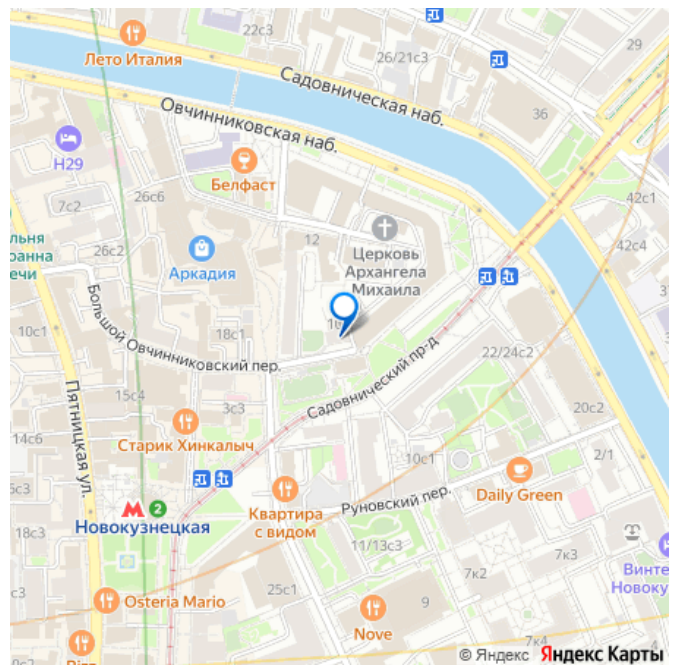 22с3
29
Лето Италия
26/21с3
Садовническая наб.
36
Овчинниковская наб.
Н29
Белфаст
26с6
42с1
7с2
12
Церковь
Архангела
Михаила
42с4
26с2
Аркадия
Большой Овчинниковский пер.
18с1
Садовнический пр-д
22/24с2
15с4
3с3
20с2
Пятницкая ул.
14с6
Старик Хинкалыч
10с1
2/1
Daily Green
Руновский пер.
М 2
Новокузнецкая
Квартира
с видом
18с3
11/13с3
7к3
7к2
25с1
Osteria Mario
9
Nove
7к4
© Яндекс Яндекс Карты